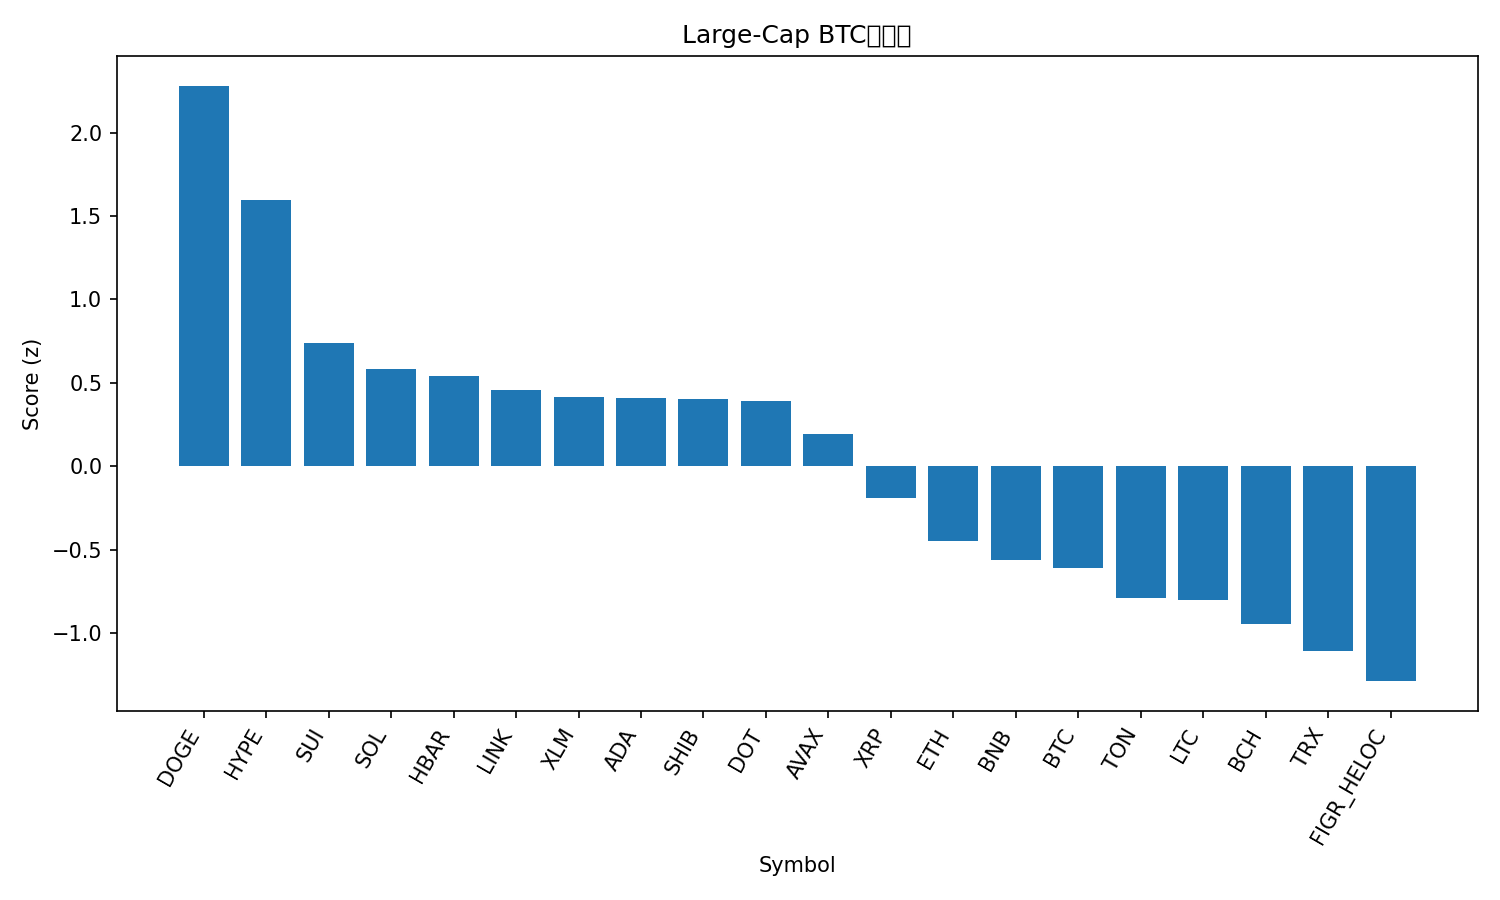 Large-Cap BTC
Score (z)
2.0
1.5
1.0
0.5
0.0
−0.5
−1.0
DOGE
HYPE
SUI
SOL
HBAR
LINK
XLM
ADA
SHIB
DOT
AVAX
XRP
ETH
BNB
BTC
TON
LTC
BCH
TRX
FIGR_HELOC
Symbol